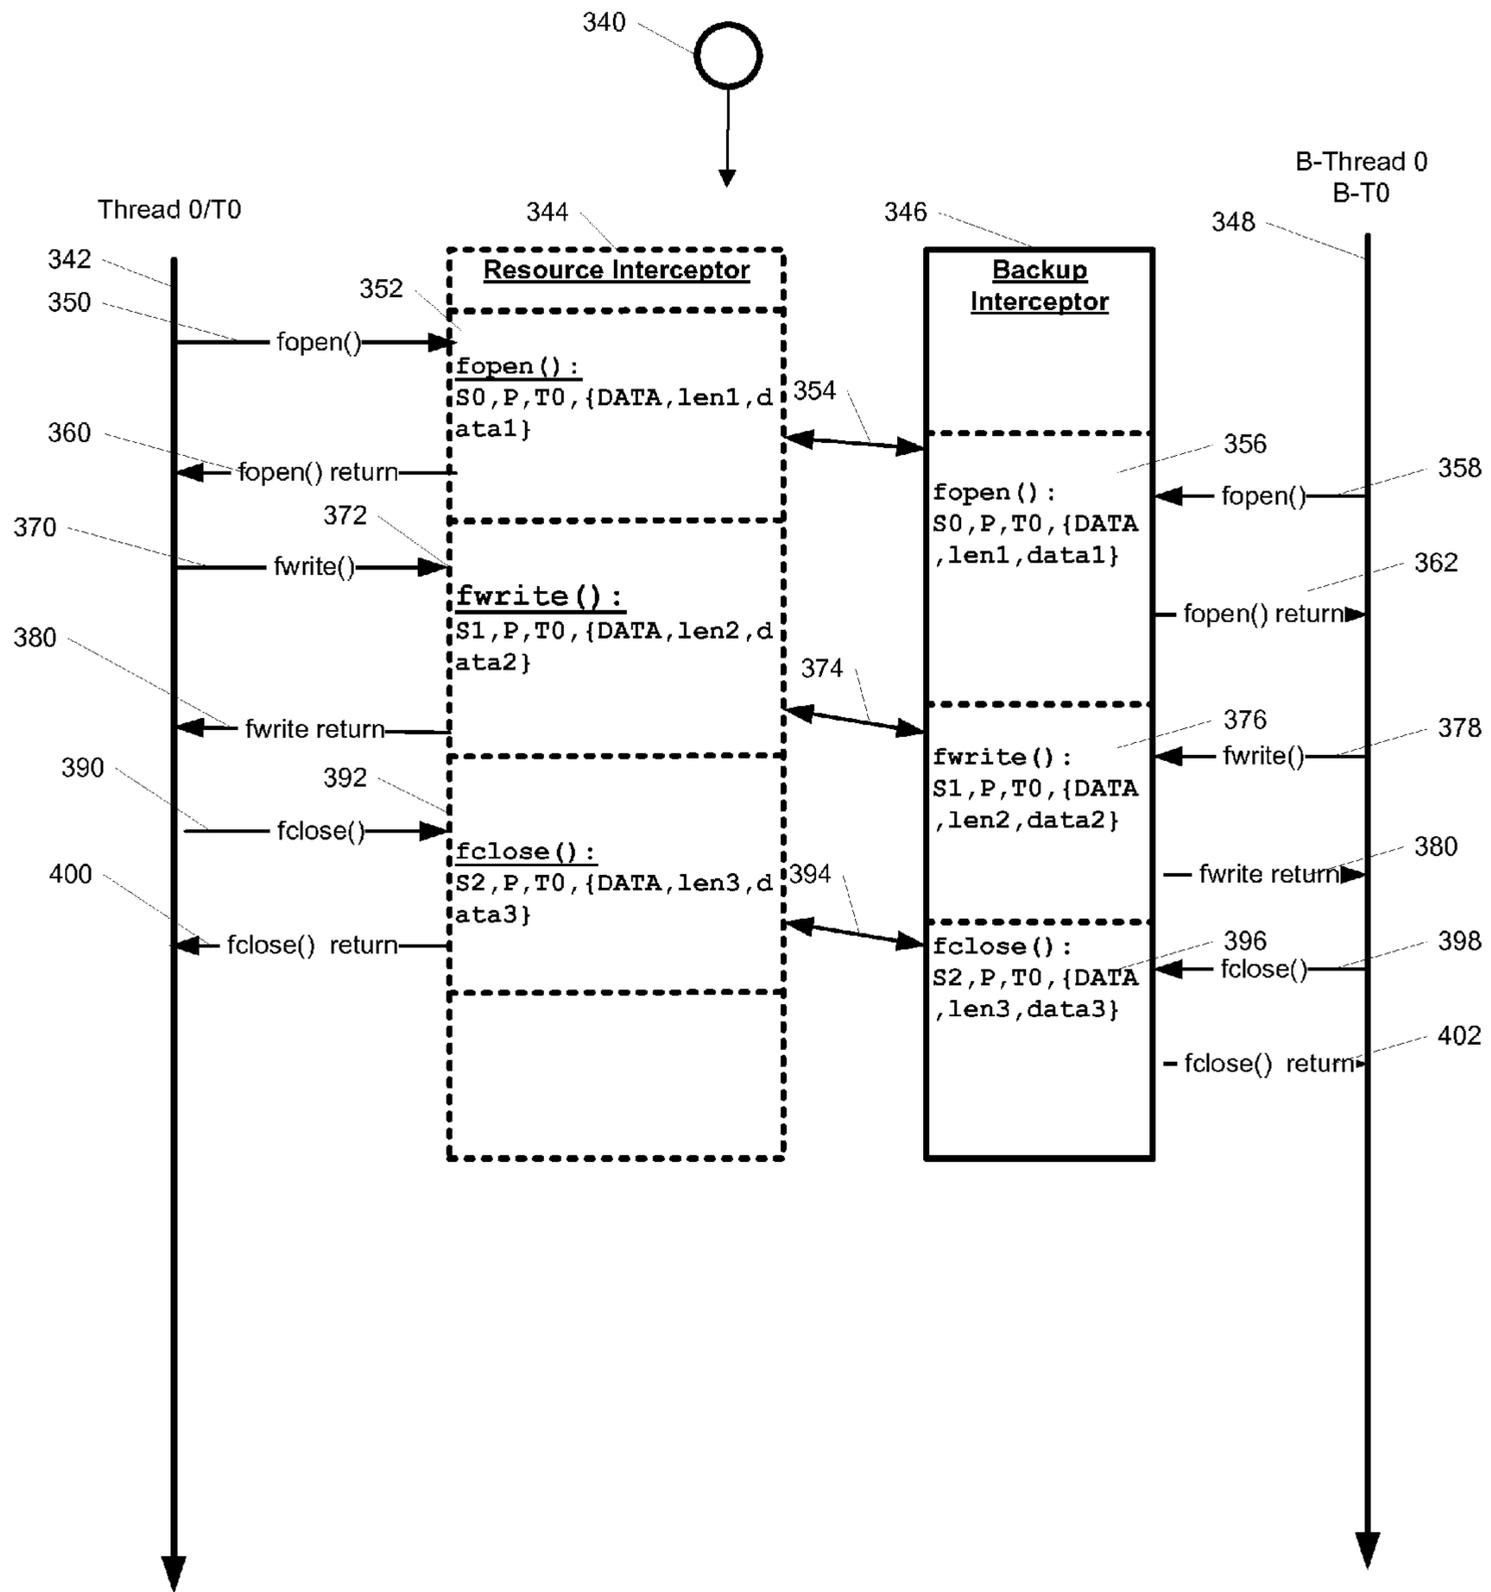 340
B-Thread 0
B-T0
Thread 0/T0
344
346
348
342
Resource Interceptor
Backup
Interceptor
350
352
fopen()
fopen():
S0,P,T0,{DATA,len1,d
ata1}
354
360
356
358
fopen() return
fopen():
S0,P,T0,{DATA
,len1,data1}
fopen()
370
372
362
fwrite()
fwrite():
S1,P,T0,{DATA,len2,d
ata2}
fopen() return
380
374
376
378
fwrite return
fwrite():
S1,P,T0,{DATA
,len2,data2}
fwrite()
390
392
fclose()
380
fclose():
S2,P,T0,{DATA,len3,d
ata3}
400
394
fwrite return
fclose() return
fclose():
S2,P,T0,{DATA
,len3,data3}
396
398
fclose()
402
fclose() return